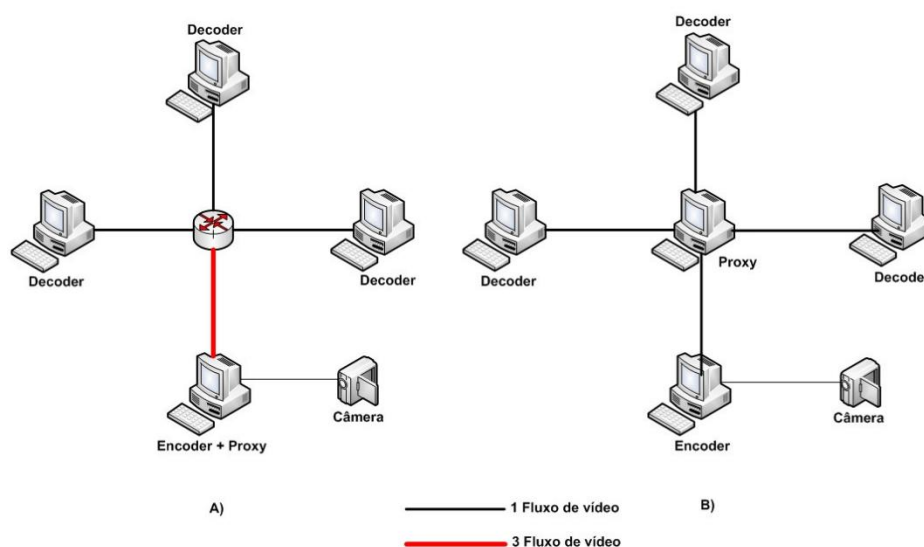 Decoder
Decoder
Decoder
Encoder + Proxy
Câmera
A)
Decoder
Decoder
Proxy
Decode
Encoder
Câmera
B)
1 Fluxo de vídeo
3 Fluxo de vídeo